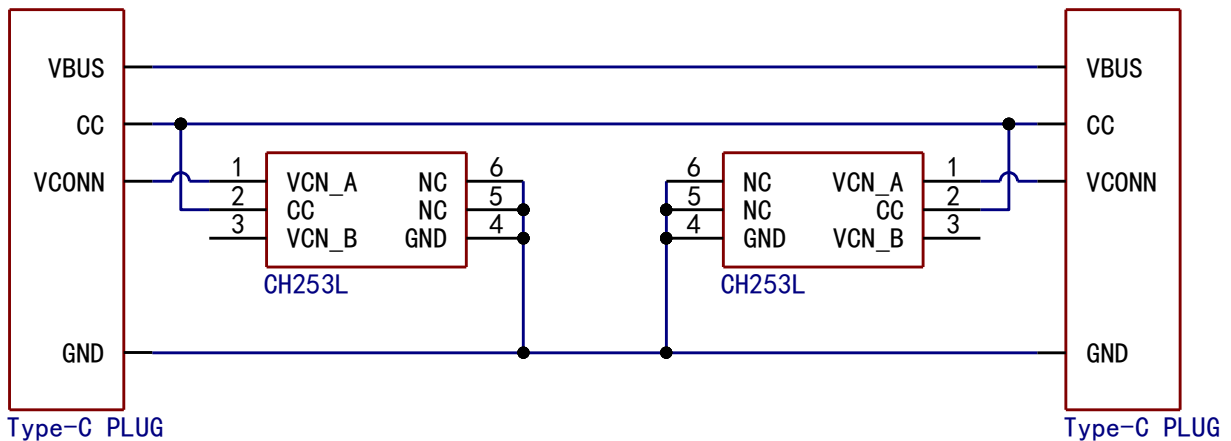 VBUS VBUS
CC CC
VCONN 1 VCN_A NC 6 6 NC VCN_A 1 VCONN
2 CC NC 5 5 NC CC 2
3 VCN_B GND 4 4 GND VCN_B 3
CH253L CH253L
GND GND
Type-C PLUG Type-C PLUG